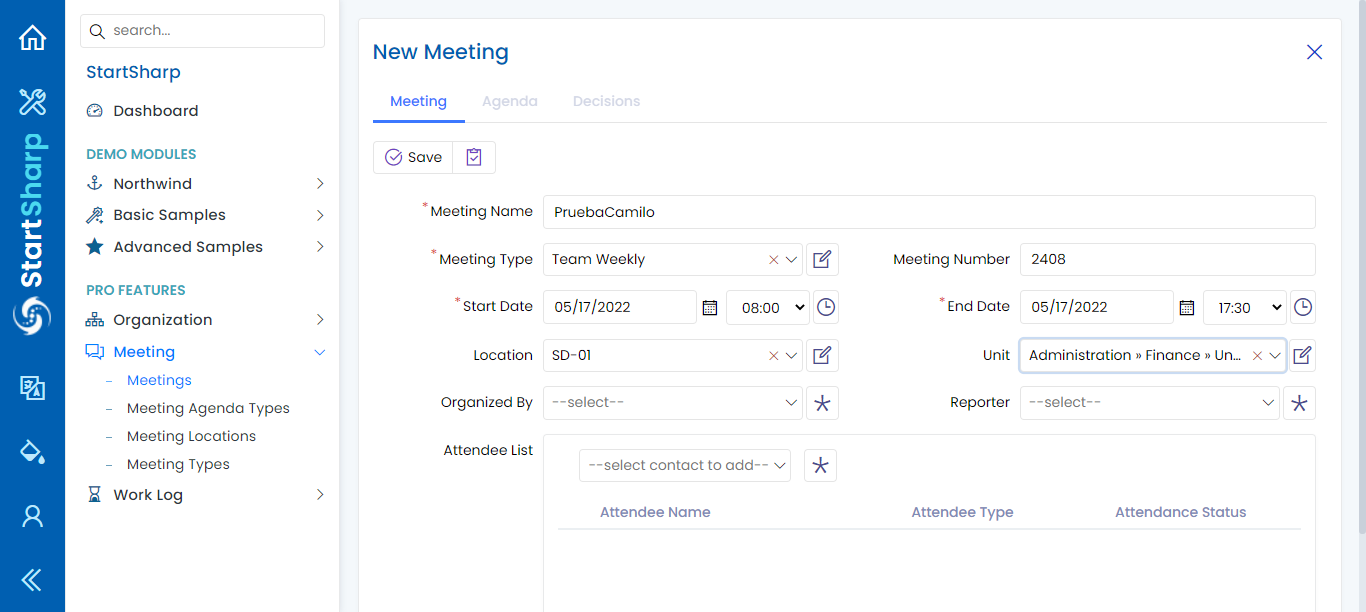 search...
StartSharp
Dashboard
DEMO MODULES
Northwind
Basic Samples
Advanced Samples
PRO FEATURES
Organization
Meeting
Meetings
Meeting Agenda Types
Meeting Locations
Meeting Types
Work Log
StartSharp
New Meeting
Meeting Agenda Decisions
Save
*Meeting Name PruebaCamilo
*Meeting Type Team Weekly Meeting Number 2408
*Start Date 05/17/2022 08:00 *End Date 05/17/2022 17:30
Location SD-01 Unit Administration » Finance » Un...
Organized By --select-- Reporter --select--
Attendee List --select contact to add--
Attendee Name Attendee Type Attendance Status